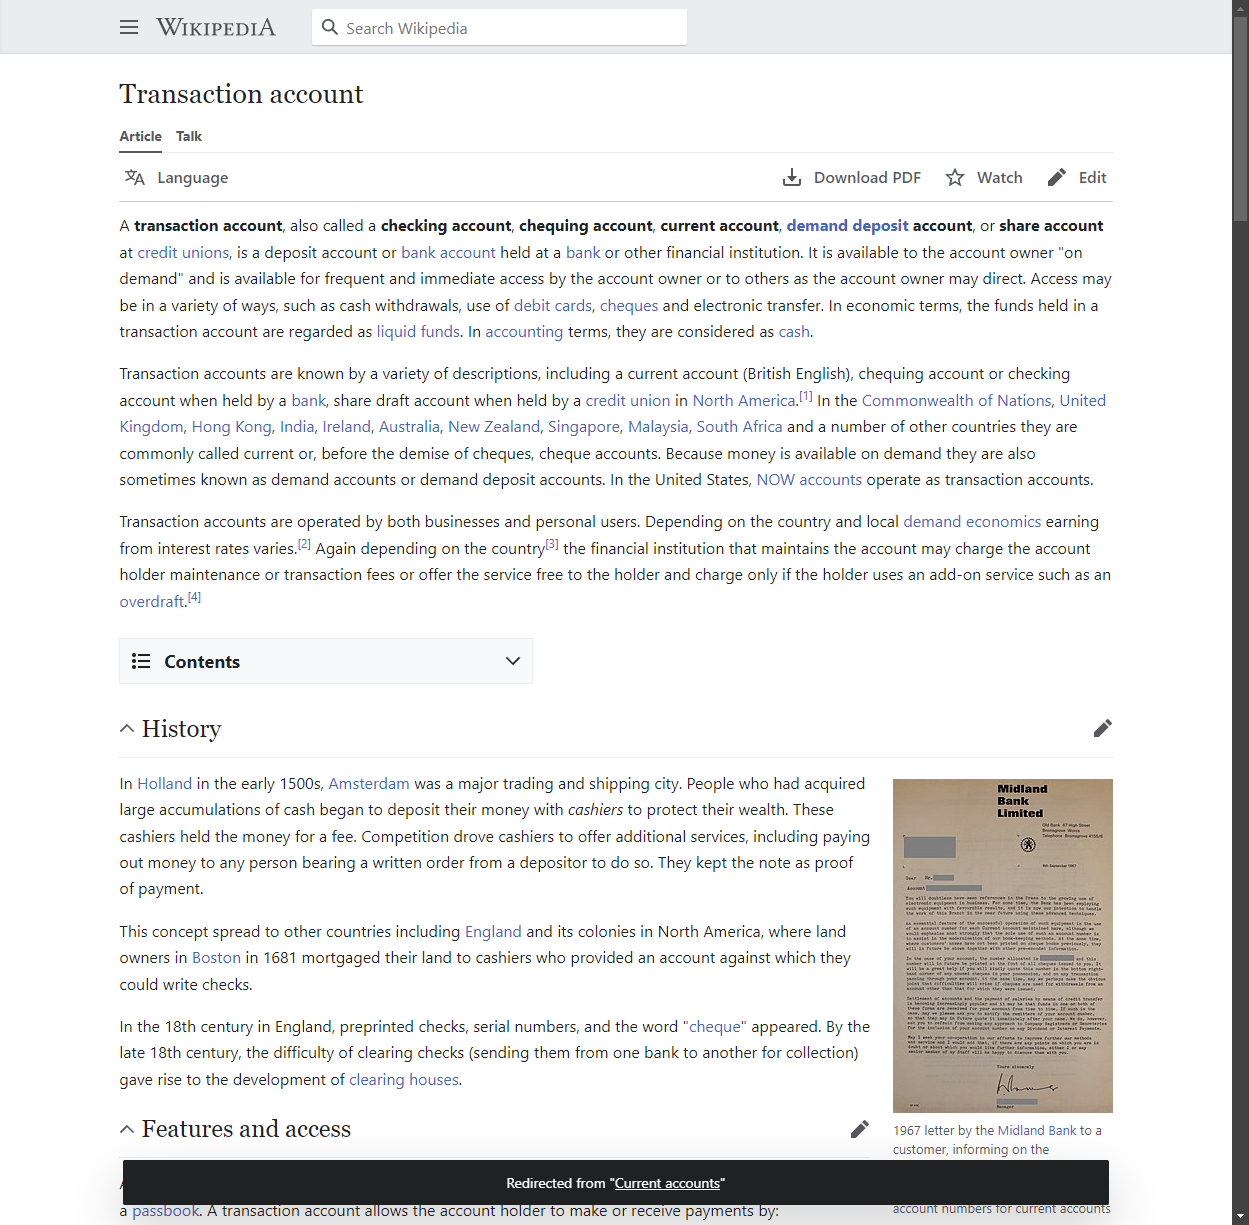 WIKIPEDIA
Search Wikipedia
Transaction account
Article Talk
Language
Download PDF Watch Edit
A transaction account, also called a checking account, chequing account, current account, demand deposit account, or share account
at credit unions, is a deposit account or bank account held at a bank or other financial institution. It is available to the account owner "on
demand" and is available for frequent and immediate access by the account owner or to others as the account owner may direct. Access may
be in a variety of ways, such as cash withdrawals, use of debit cards, cheques and electronic transfer. In economic terms, the funds held in a
transaction account are regarded as liquid funds. In accounting terms, they are considered as cash.
Transaction accounts are known by a variety of descriptions, including a current account (British English), chequing account or checking
account when held by a bank, share draft account when held by a credit union in North America.[1] In the Commonwealth of Nations, United
Kingdom, Hong Kong, India, Ireland, Australia, New Zealand, Singapore, Malaysia, South Africa and a number of other countries they are
commonly called current or, before the demise of cheques, cheque accounts. Because money is available on demand they are also
sometimes known as demand accounts or demand deposit accounts. In the United States, NOW accounts operate as transaction accounts.
Transaction accounts are operated by both businesses and personal users. Depending on the country and local demand economics earning
from interest rates varies.[2] Again depending on the country[3] the financial institution that maintains the account may charge the account
holder maintenance or transaction fees or offer the service free to the holder and charge only if the holder uses an add-on service such as an
overdraft.[4]
Contents
History
In Holland in the early 1500s, Amsterdam was a major trading and shipping city. People who had acquired
large accumulations of cash began to deposit their money with cashiers to protect their wealth. These
cashiers held the money for a fee. Competition drove cashiers to offer additional services, including paying
out money to any person bearing a written order from a depositor to do so. They kept the note as proof
of payment.
This concept spread to other countries including England and its colonies in North America, where land
owners in Boston in 1681 mortgaged their land to cashiers who provided an account against which they
could write checks.
In the 18th century in England, preprinted checks, serial numbers, and the word "cheque" appeared. By the
late 18th century, the difficulty of clearing checks (sending them from one bank to another for collection)
gave rise to the development of clearing houses.
Midland
Bank
Limited
1967 letter by the Midland Bank to a
customer, informing on the
account numbers for current accounts
Features and access
a passbook. A transaction account allows the account holder to make or receive payments by:
Redirected from "Current accounts"